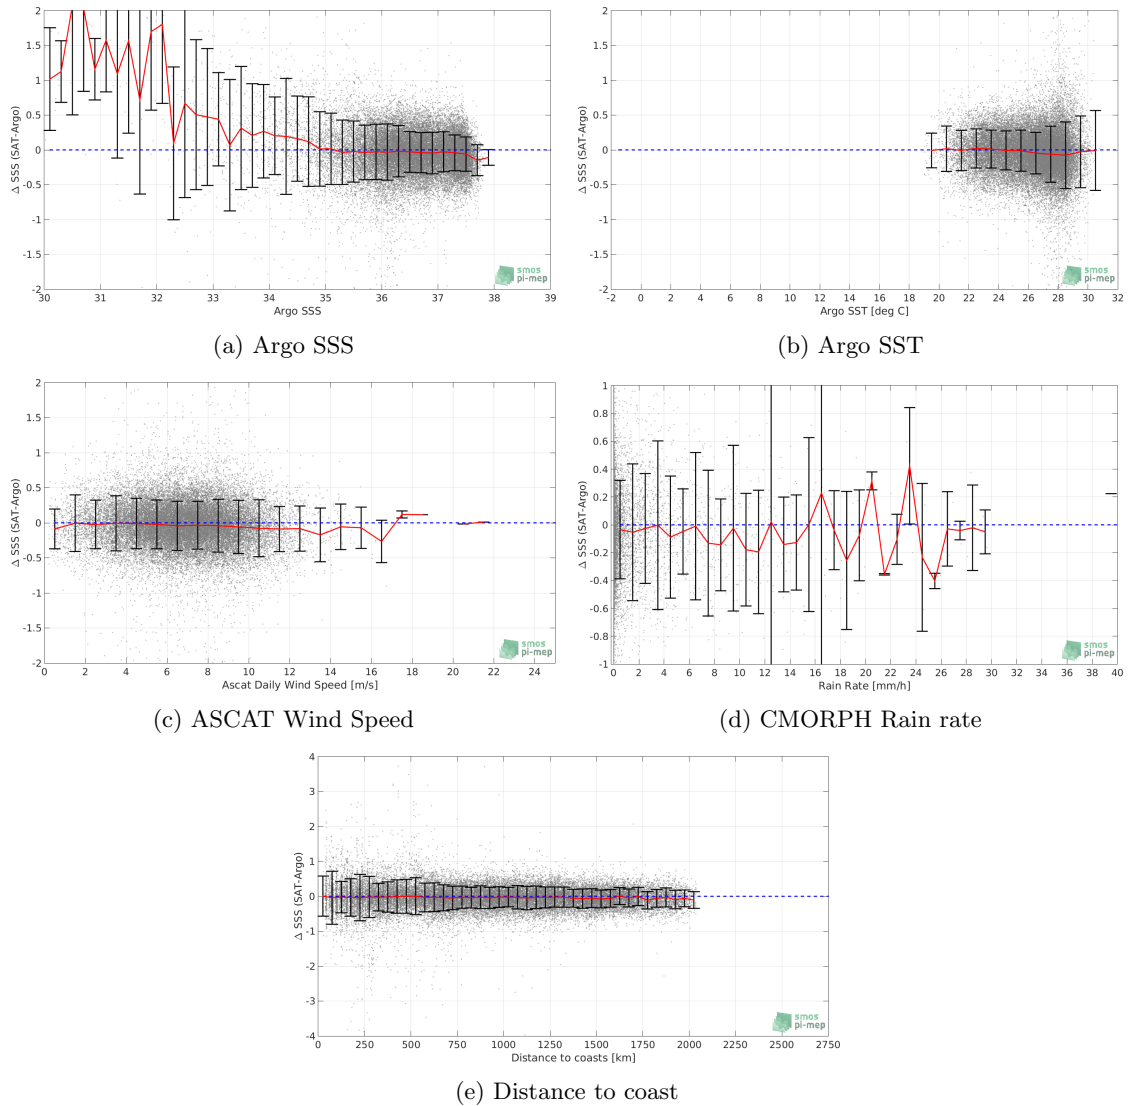 2
1.5
1
0.5
0
-0.5
-1
-1.5
-2
Δ SSS (SAT-Argo)
30 31 32 33 34 35 36 37 38 39
Argo SSS
smos
pi-mep
(a) Argo SSS
2
1.5
1
0.5
0
-0.5
-1
-1.5
-2
Δ SSS (SAT-Argo)
-2 0 2 4 6 8 10 12 14 16 18 20 22 24 26 28 30 32
Argo SST [deg C]
smos
pi-mep
(b) Argo SST
2
1.5
1
0.5
0
-0.5
-1
-1.5
-2
Δ SSS (SAT-Argo)
0 2 4 6 8 10 12 14 16 18 20 22 24
Ascat Daily Wind Speed [m/s]
smos
pi-mep
(c) ASCAT Wind Speed
1
0.8
0.6
0.4
0.2
0
-0.2
-0.4
-0.6
-0.8
-1
Δ SSS (SAT-Argo)
0 2 4 6 8 10 12 14 16 18 20 22 24 26 28 30 32 34 36 38 40
Rain Rate [mm/h]
smos
pi-mep
(d) CMORPH Rain rate
4
3
2
1
0
-1
-2
-3
-4
Δ SSS (SAT-Argo)
0 250 500 750 1000 1250 1500 1750 2000 2250 2500 2750
Distance to coasts [km]
smos
pi-mep
(e) Distance to coast